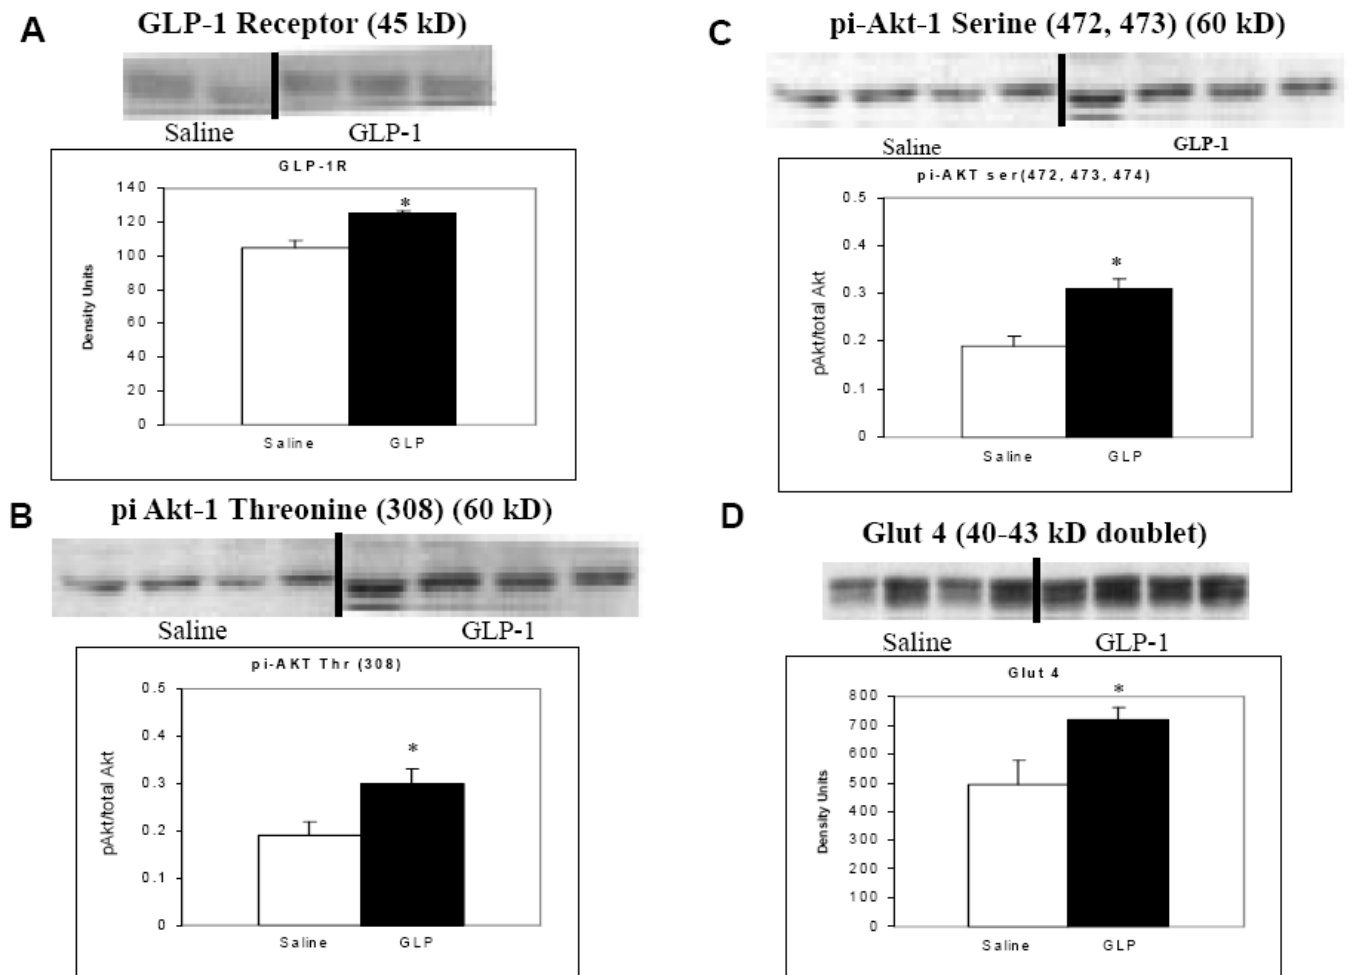 A
GLP-1 Receptor (45 kD)
Saline GLP-1
GLP-1R
Density Units
140
120
100
80
60
40
20
0
*
Saline GLP
B
pi Akt-1 Threonine (308) (60 kD)
Saline GLP-1
pi-AKT Thr (308)
pAkt/total Akt
0.5
0.4
0.3
0.2
0.1
0
*
Saline GLP
C
pi-Akt-1 Serine (472, 473) (60 kD)
Saline GLP-1
pi-AKT ser(472, 473, 474)
pAkt/total Akt
0.5
0.4
0.3
0.2
0.1
0
*
Saline GLP
D
Glut 4 (40-43 kD doublet)
Saline GLP-1
Glut 4
Density Units
800
700
600
500
400
300
200
100
0
*
Saline GLP